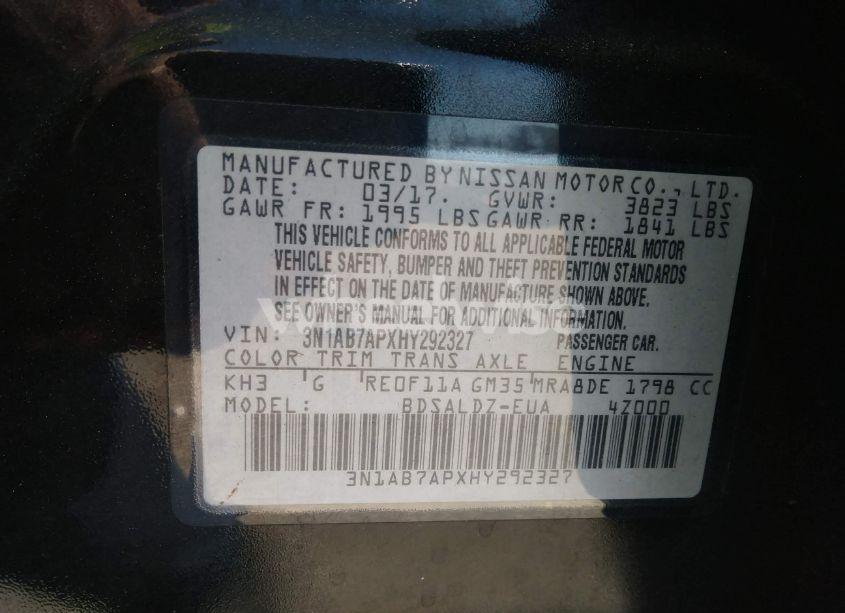 MANUFACTURED BY NISSAN MOTOR CO., LTD.
DATE: 03/17. GVWR: 3823 LBS
GAWR FR: 1995 LBS GAWR RR: 1841 LBS
THIS VEHICLE CONFORMS TO ALL APPLICABLE FEDERAL MOTOR
VEHICLE SAFETY, BUMPER AND THEFT PREVENTION STANDARDS
IN EFFECT ON THE DATE OF MANUFACTURE SHOWN ABOVE.
SEE OWNER'S MANUAL FOR ADDITIONAL INFORMATION.
VIN: 3N1AB7APXHY292327 PASSENGER CAR.
COLOR TRIM TRANS AXLE ENGINE
KH3 G RE0F11A GM35 MRA8DE 1798 CC
MODEL: BDSALDZ-EUA 4Z000
3N1AB7APXHY292327